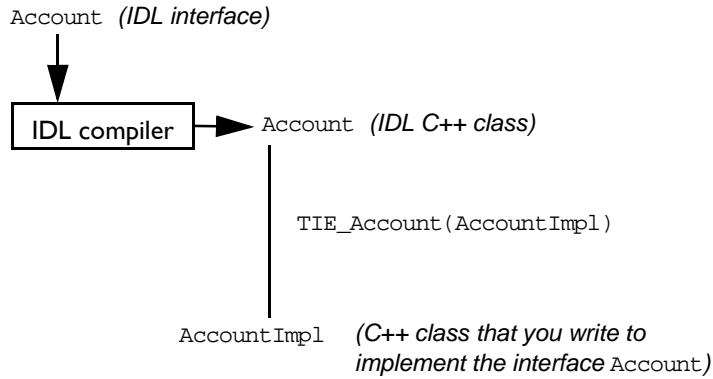 Account (IDL interface)
IDL compiler
Account (IDL C++ class)
TIE_Account(AccountImpl)
AccountImpl (C++ class that you write to
implement the interface Account)